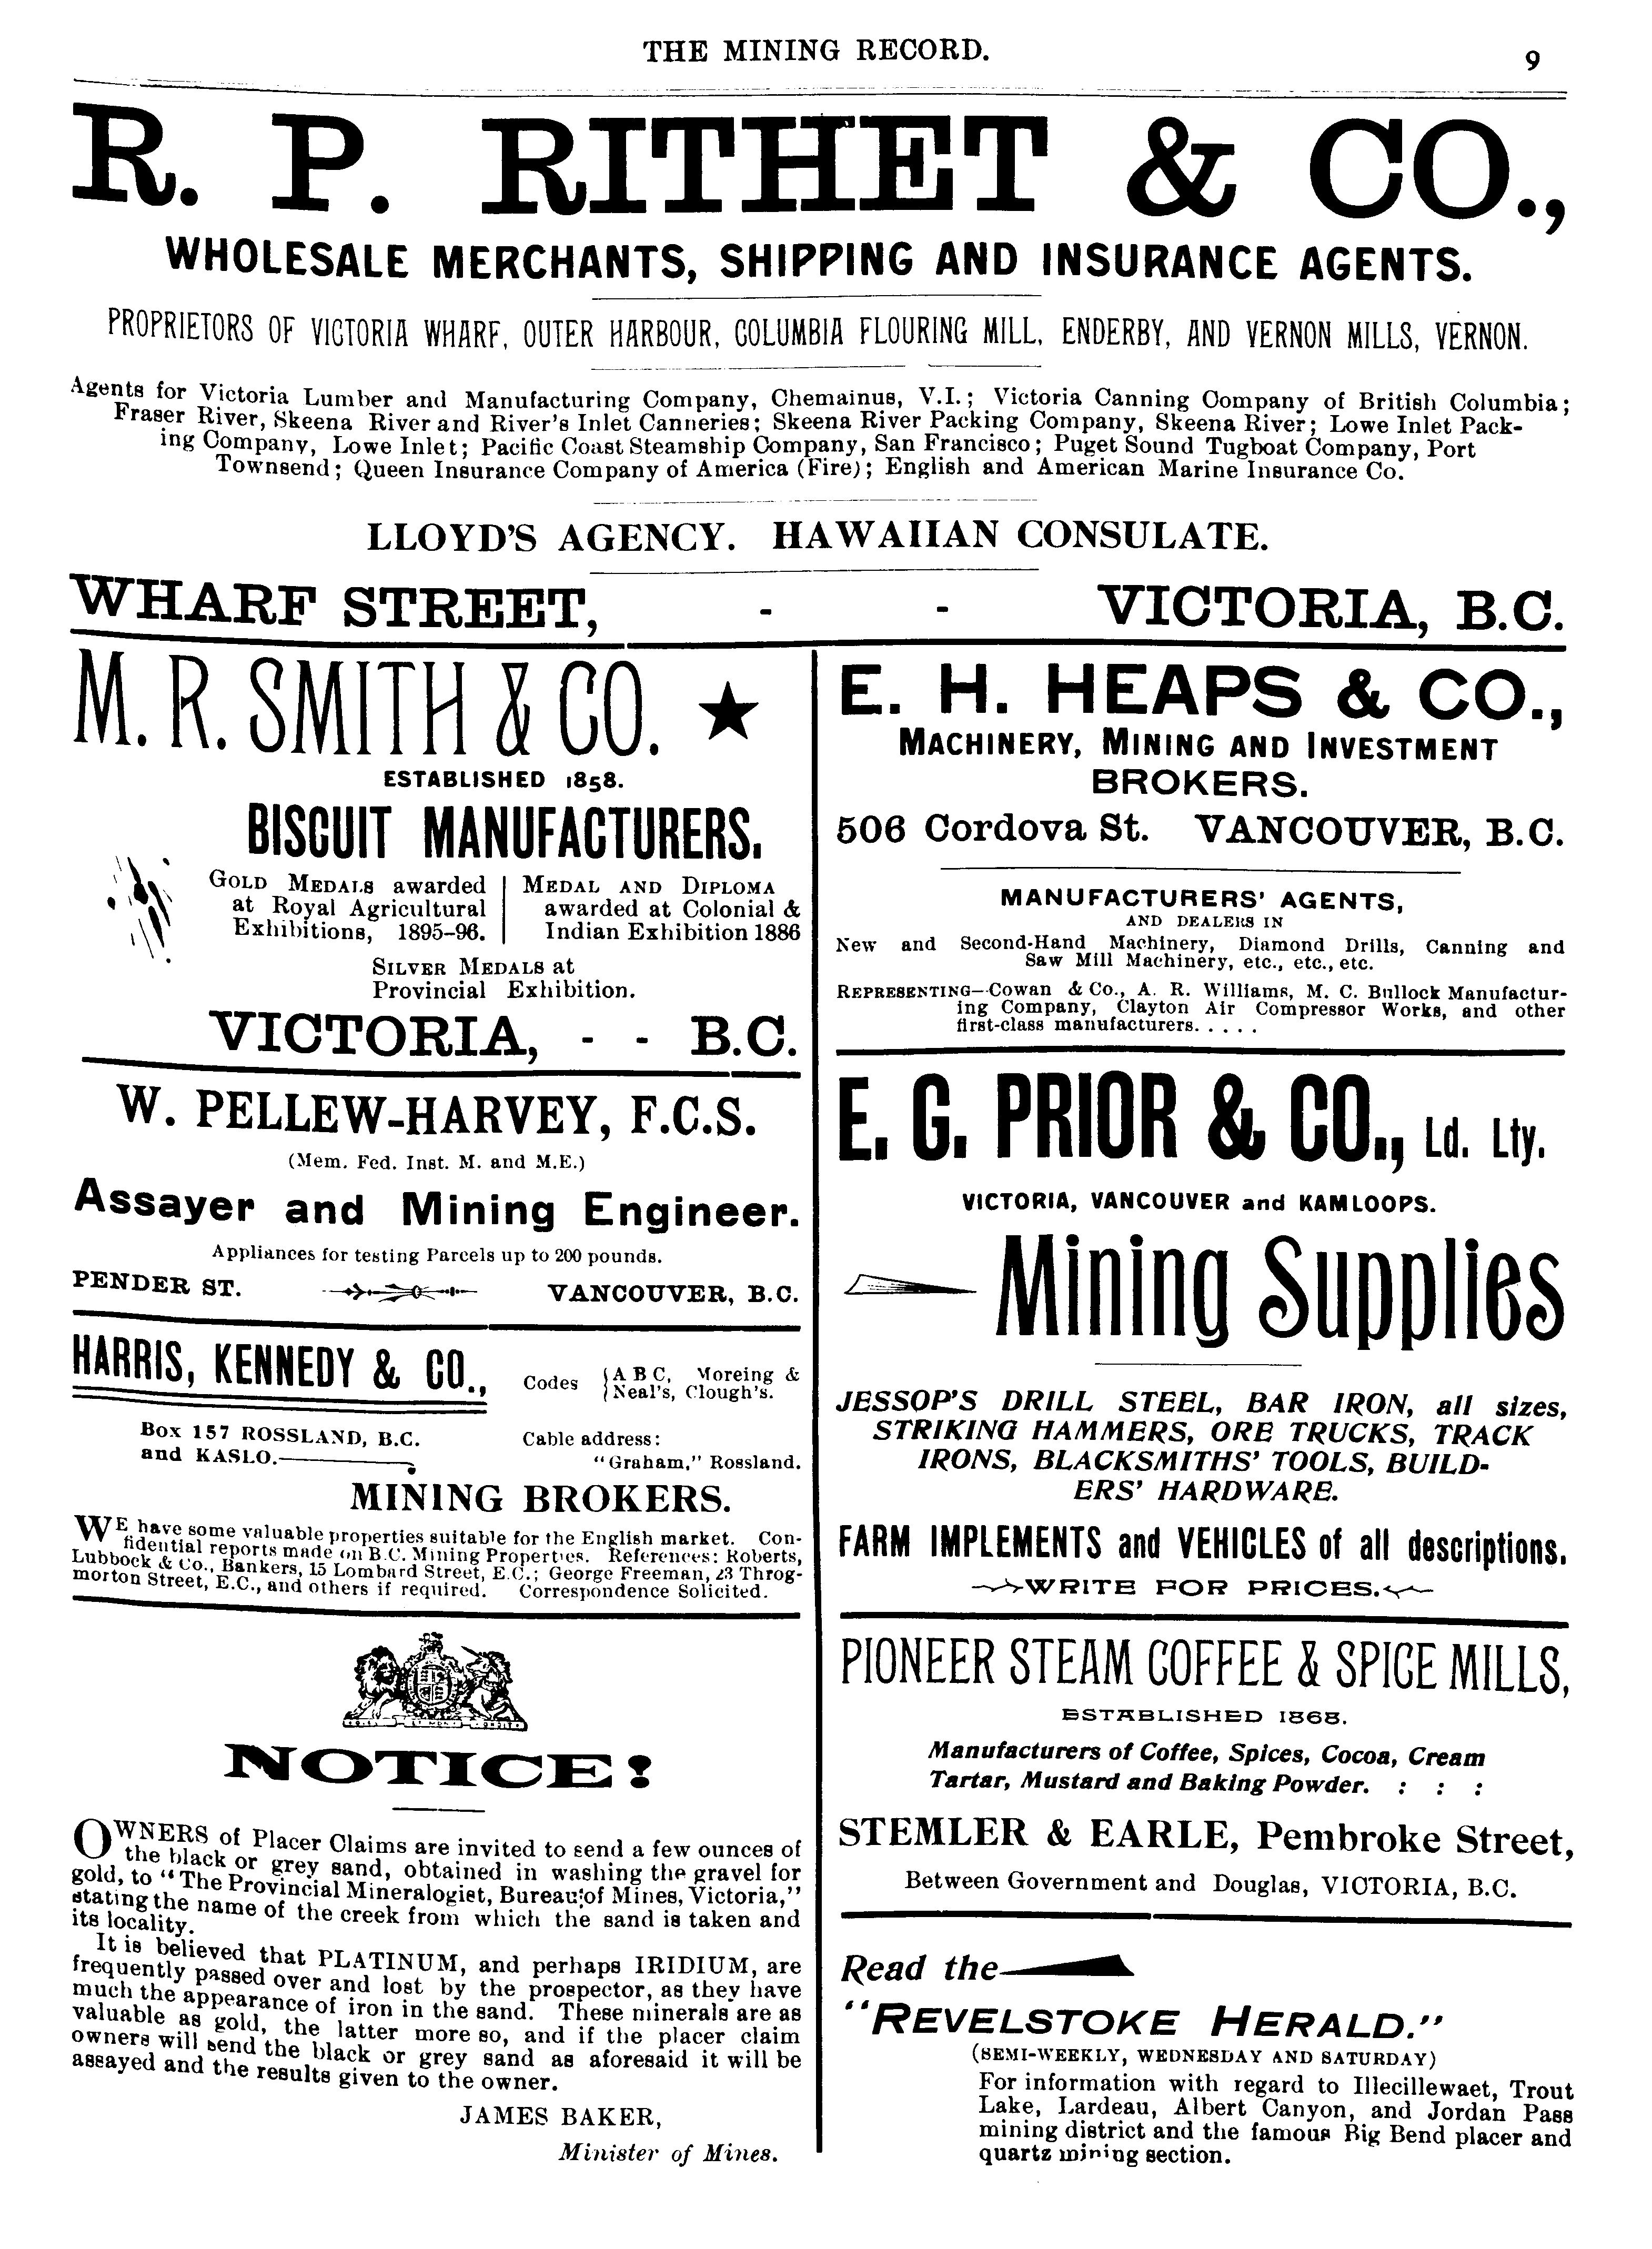 THE MINING RECORD.
9
R. P. RITHET & CO.,
WHOLESALE MERCHANTS, SHIPPING AND INSURANCE AGENTS.
PROPRIETORS OF VICTORIA WHARF, OUTER HARBOUR, COLUMBIA FLOURING MILL, ENDERBY, AND VERNON MILLS, VERNON.
Agents for Victoria Lumber and Manufacturing Company, Chemainus, V.I.; Victoria Canning Company of British Columbia;
Fraser River, Skeena River and River's Inlet Canneries; Skeena River Packing Company, Skeena River; Lowe Inlet Pack-
ing Company, Lowe Inlet; Pacific Coast Steamship Company, San Francisco; Puget Sound Tugboat Company, Port
Townsend; Queen Insurance Company of America (Fire); English and American Marine Insurance Co.
LLOYD'S AGENCY. HAWAIIAN CONSULATE.
WHARF STREET, - - VICTORIA, B.C.
M. R. SMITH & CO. ★
ESTABLISHED 1858.
BISCUIT MANUFACTURERS.
GOLD MEDALS awarded
at Royal Agricultural
Exhibitions, 1895-96.
MEDAL AND DIPLOMA
awarded at Colonial &
Indian Exhibition 1886
SILVER MEDALS at
Provincial Exhibition.
VICTORIA, - - B.C.
W. PELLEW-HARVEY, F.C.S.
(Mem. Fed. Inst. M. and M.E.)
Assayer and Mining Engineer.
Appliances for testing Parcels up to 200 pounds.
PENDER ST. VANCOUVER, B.C.
HARRIS, KENNEDY & CO.,
Codes { A B C, Moreing &
Neal's, Clough's.
Box 157 ROSSLAND, B.C.
and KASLO.
Cable address:
"Graham," Rossland.
MINING BROKERS.
WE have some valuable properties suitable for the English market. Con-
fidential reports made on B.C. Mining Properties. References: Roberts,
Lubbock & Co., Bankers, 15 Lombard Street, E.C.; George Freeman, 23 Throg-
morton Street, E.C., and others if required. Correspondence Solicited.
NOTICE!
OWNERS of Placer Claims are invited to send a few ounces of
the black or grey sand, obtained in washing the gravel for
gold, to "The Provincial Mineralogist, Bureau of Mines, Victoria,"
stating the name of the creek from which the sand is taken and
its locality.
It is believed that PLATINUM, and perhaps IRIDIUM, are
frequently passed over and lost by the prospector, as they have
much the appearance of iron in the sand. These minerals are as
valuable as gold, the latter more so, and if the placer claim
owners will send the black or grey sand as aforesaid it will be
assayed and the results given to the owner.
JAMES BAKER,
Minister of Mines.
E. H. HEAPS & CO.,
MACHINERY, MINING AND INVESTMENT
BROKERS.
506 Cordova St. VANCOUVER, B.C.
MANUFACTURERS' AGENTS,
AND DEALERS IN
New and Second-Hand Machinery, Diamond Drills, Canning and
Saw Mill Machinery, etc., etc., etc.
REPRESENTING—Cowan & Co., A. R. Williams, M. C. Bullock Manufactur-
ing Company, Clayton Air Compressor Works, and other
first-class manufacturers. . . . .
E. G. PRIOR & CO., Ld. Lty.
VICTORIA, VANCOUVER and KAMLOOPS.
Mining Supplies
JESSOP'S DRILL STEEL, BAR IRON, all sizes,
STRIKING HAMMERS, ORE TRUCKS, TRACK
IRONS, BLACKSMITHS' TOOLS, BUILD-
ERS' HARDWARE.
FARM IMPLEMENTS and VEHICLES of all descriptions.
WRITE FOR PRICES.
PIONEER STEAM COFFEE & SPICE MILLS,
ESTABLISHED 1868.
Manufacturers of Coffee, Spices, Cocoa, Cream
Tartar, Mustard and Baking Powder. : : :
STEMLER & EARLE, Pembroke Street,
Between Government and Douglas, VICTORIA, B.C.
Read the
"REVELSTOKE HERALD."
(SEMI-WEEKLY, WEDNESDAY AND SATURDAY)
For information with regard to Illecillewaet, Trout
Lake, Lardeau, Albert Canyon, and Jordan Pass
mining district and the famous Big Bend placer and
quartz mining section.